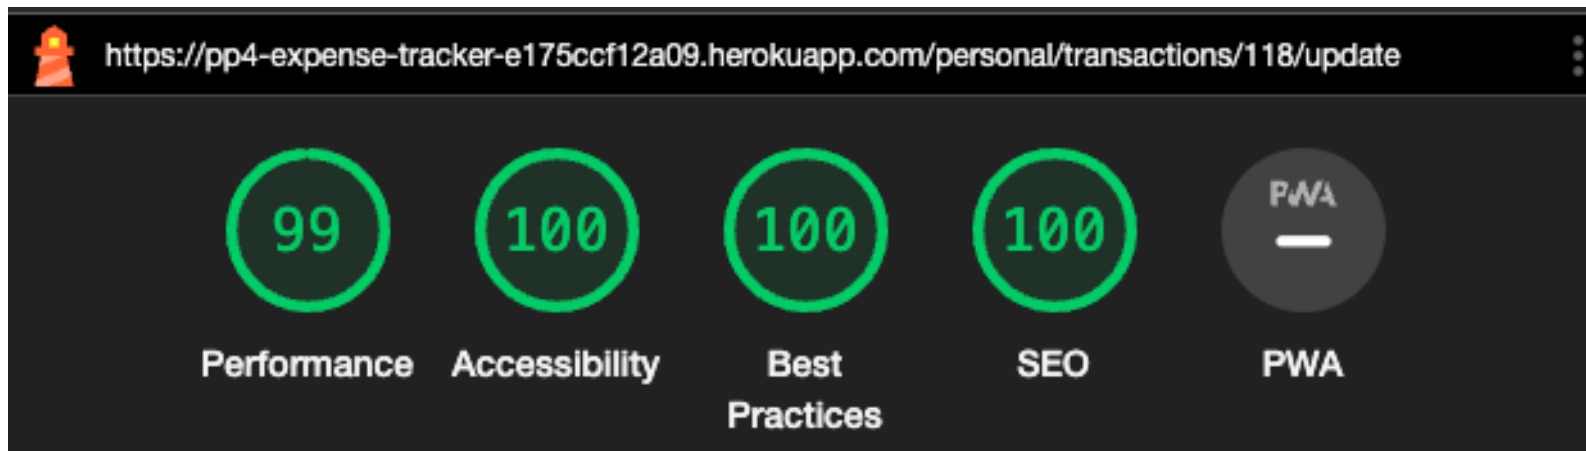 https://pp4-expense-tracker-e175ccf12a09.herokuapp.com/personal/transactions/118/update
99 100 100 100 PWA
Performance Accessibility Best Practices SEO PWA